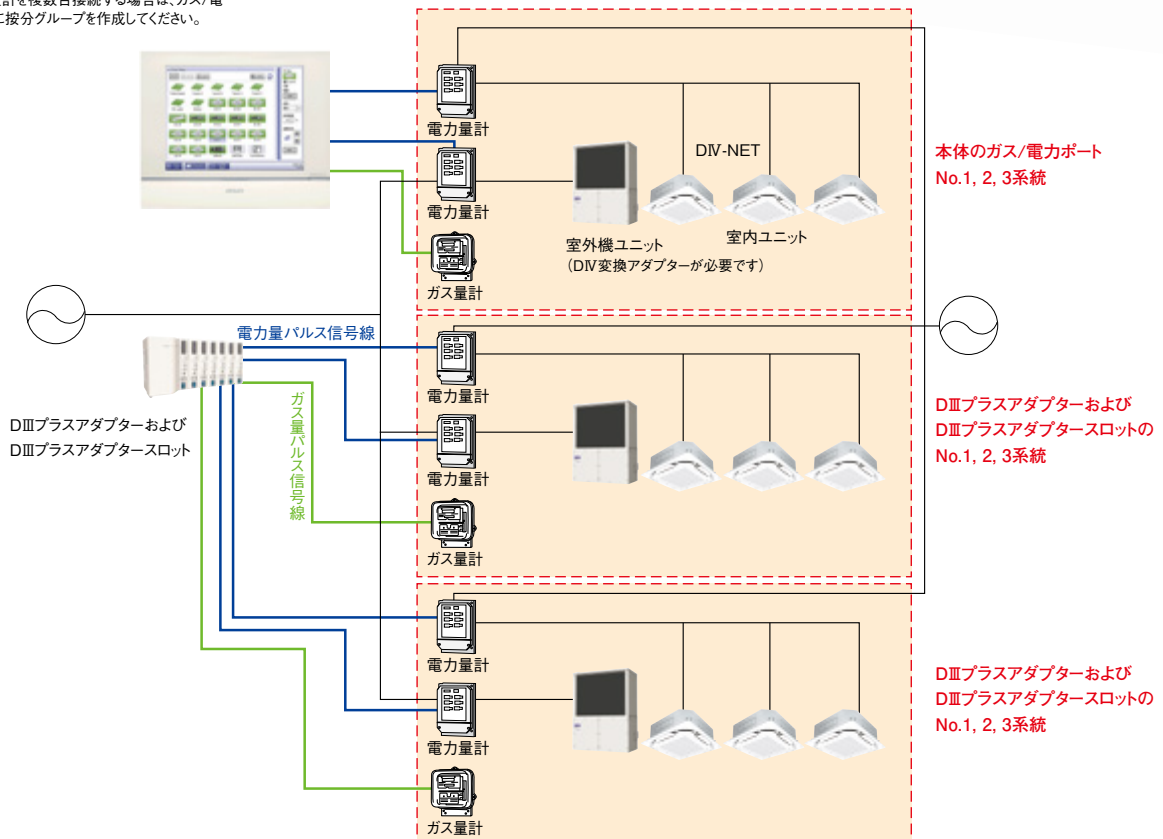 計を複数台接続する場合は、ガス/電
に按分グループを作成してください。
電力量計
電力量計
ガス量計
DⅣ-NET
室外機ユニット
（DⅣ変換アダプターが必要です）
室内ユニット
本体のガス/電力ポート
No.1, 2, 3系統
電力量パルス信号線
ガス量パルス信号線
DⅢプラスアダプターおよび
DⅢプラスアダプタースロット
電力量計
電力量計
ガス量計
DⅢプラスアダプターおよび
DⅢプラスアダプタースロットの
No.1, 2, 3系統
電力量計
電力量計
ガス量計
DⅢプラスアダプターおよび
DⅢプラスアダプタースロットの
No.1, 2, 3系統